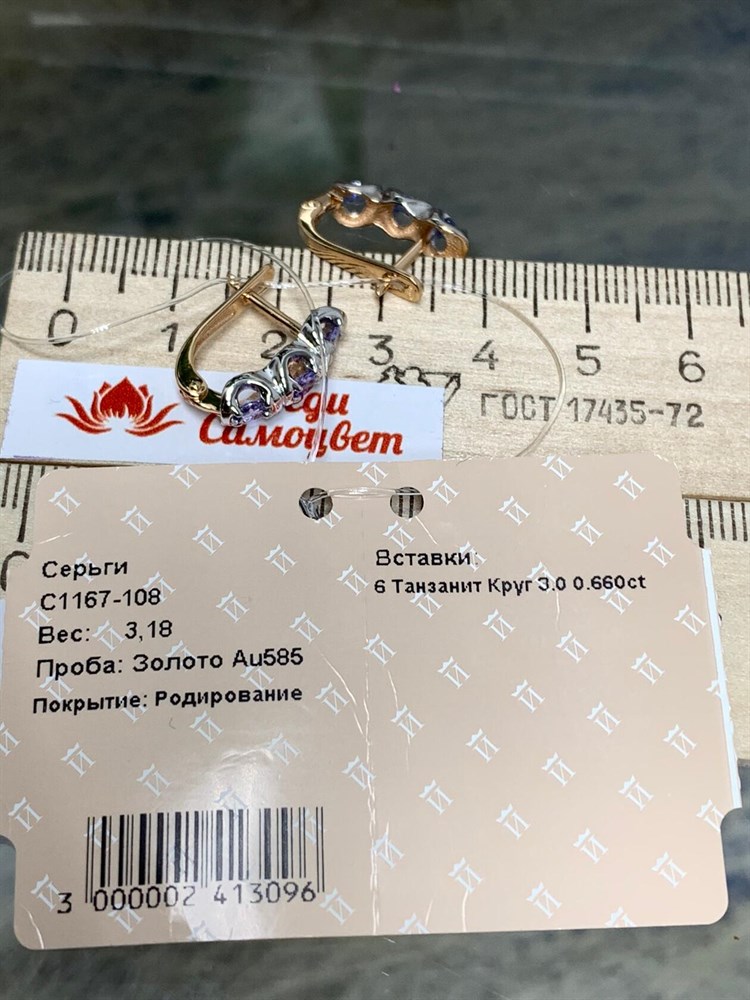 0 1 2 3 4 5 6
ГОСТ 17435-72
Самоцвет
Серьги
С1167-108
Вес: 3,18
Проба: Золото Au585
Покрытие: Родирование
Вставки:
6 Танзанит Круг 3.0 0.660ct
3 000002 413096